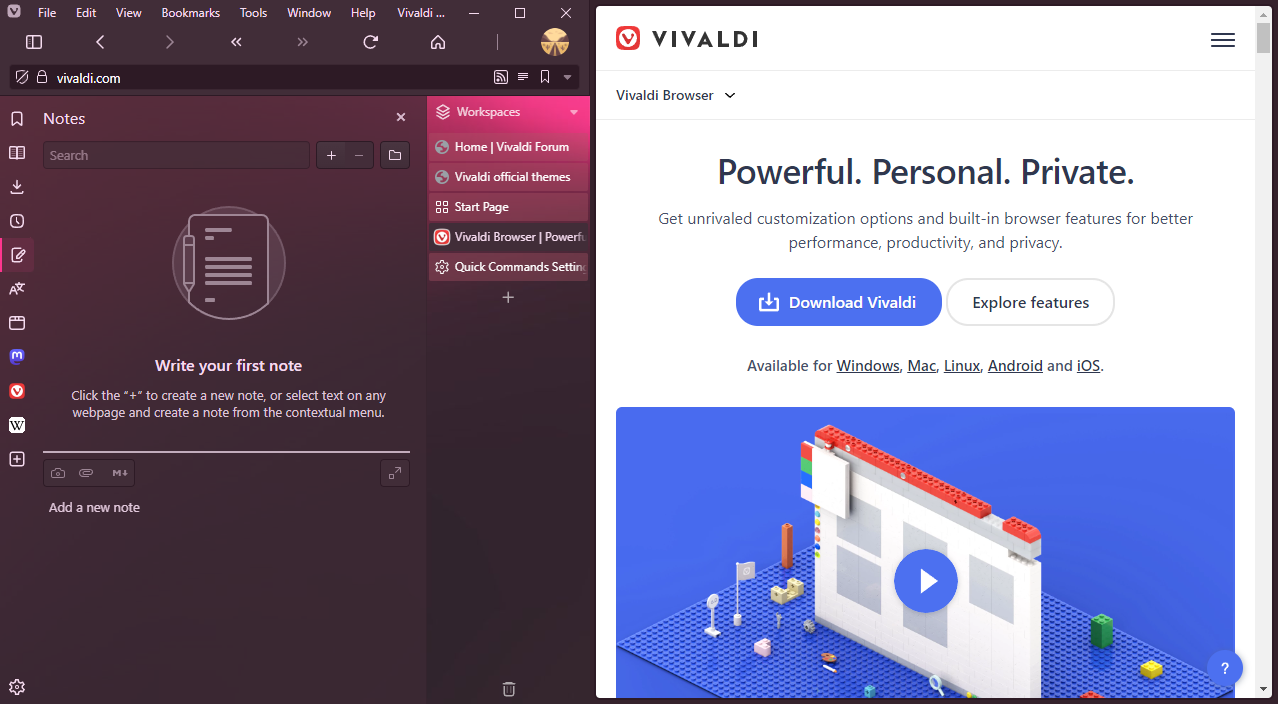 File Edit View Bookmarks Tools Window Help Vivaldi ...
vivaldi.com
Notes
Search
Write your first note
Click the “+” to create a new note, or select text on any
webpage and create a note from the contextual menu.
M↓
Add a new note
Workspaces
Home | Vivaldi Forum
Vivaldi official themes
Start Page
Vivaldi Browser | Powerfu
Quick Commands Setting
VIVALDI
Vivaldi Browser
Powerful. Personal. Private.
Get unrivaled customization options and built-in browser features for better
performance, productivity, and privacy.
Download Vivaldi
Explore features
Available for Windows, Mac, Linux, Android and iOS.
?